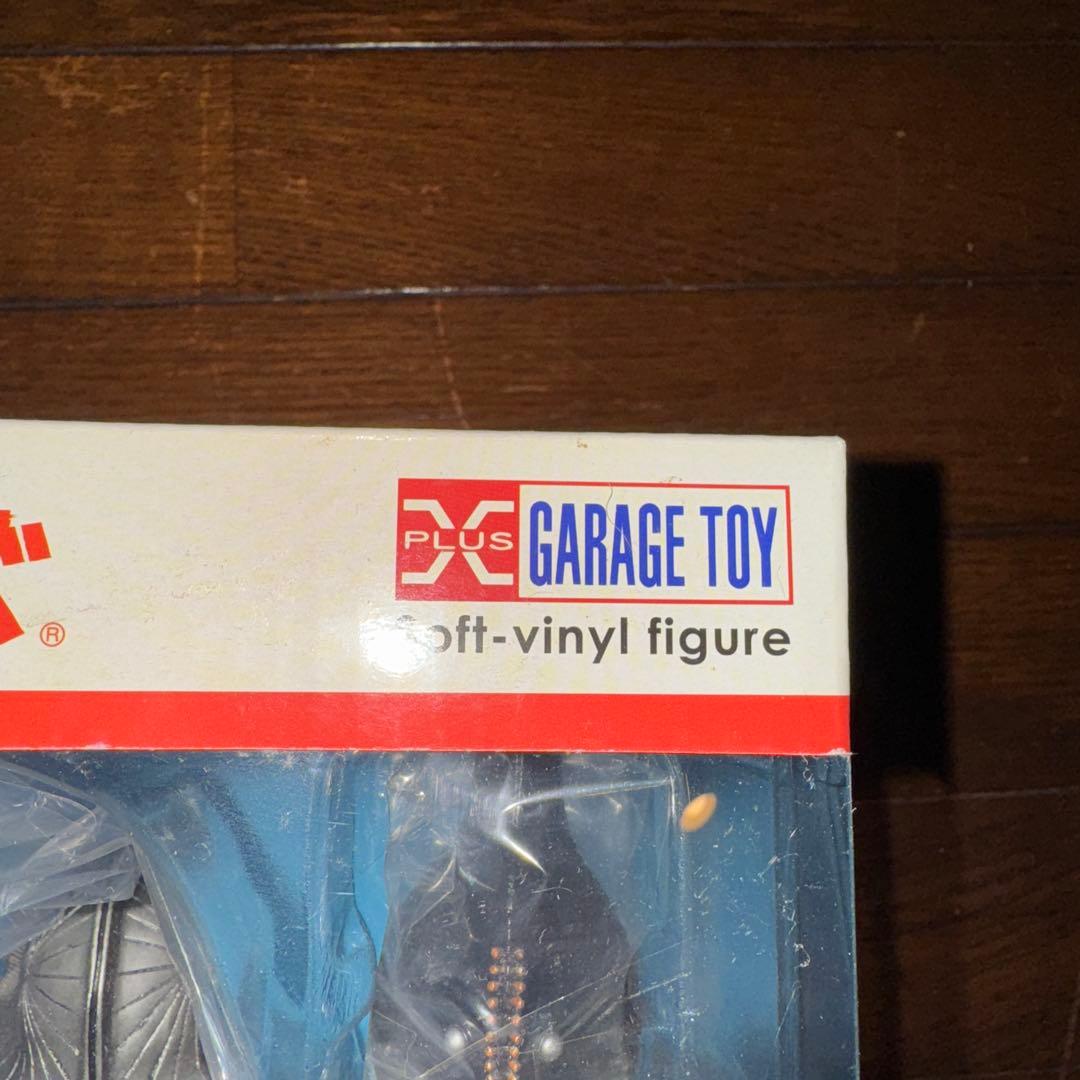 X
PLUS
GARAGE TOY
Soft-vinyl figure
®